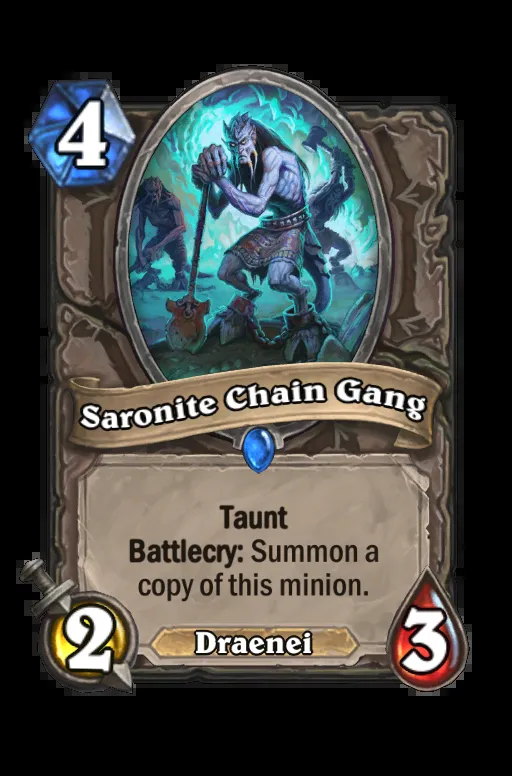 4
Saronite Chain Gang
Taunt
Battlecry: Summon a
copy of this minion.
2
Draenei
3